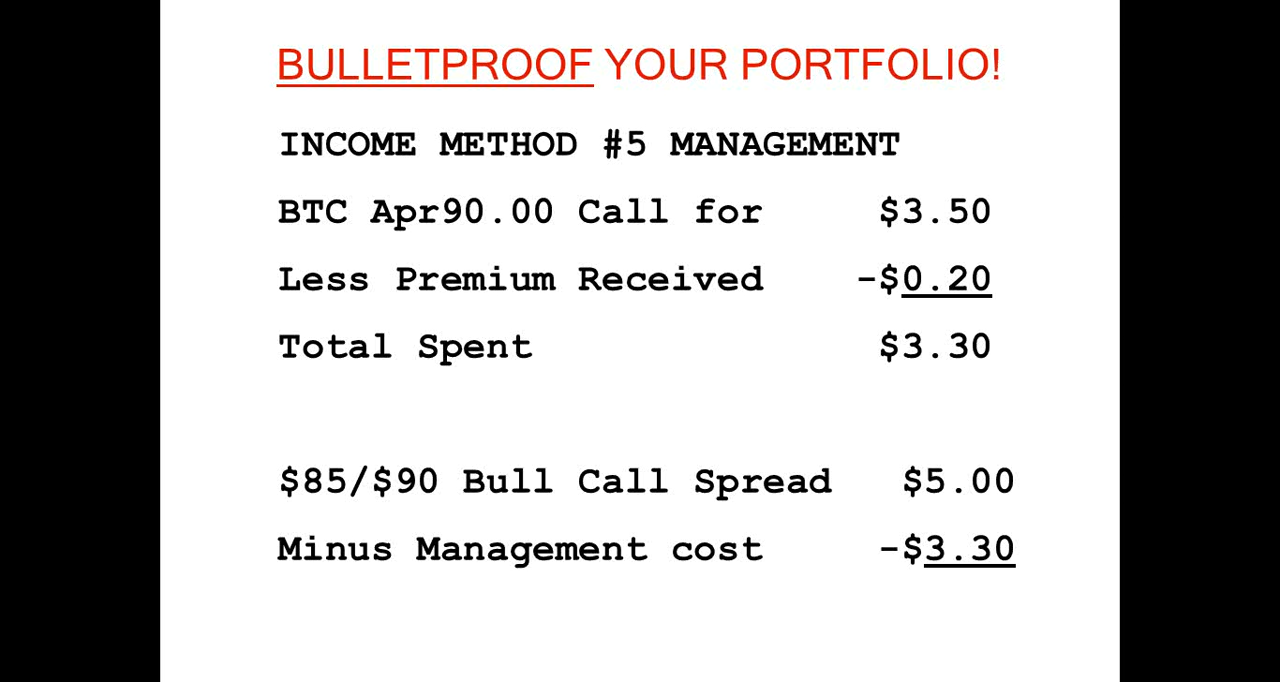 BULLETPROOF YOUR PORTFOLIO!
INCOME METHOD #5 MANAGEMENT
BTC Apr90.00 Call for $3.50
Less Premium Received -$0.20
Total Spent $3.30
$85/$90 Bull Call Spread $5.00
Minus Management cost -$3.30